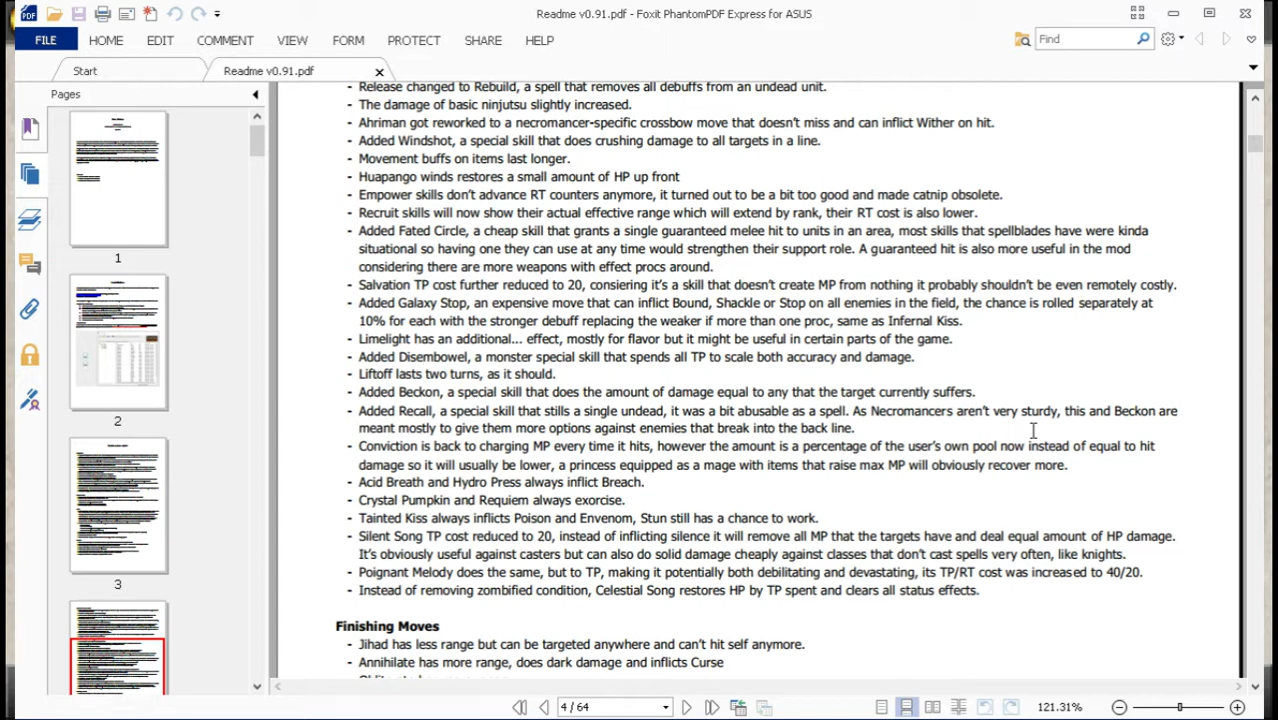 Readme v0.91.pdf - Foxit PhantomPDF Express for ASUS
FILE HOME EDIT COMMENT VIEW FORM PROTECT SHARE HELP Find
Start Readme v0.91.pdf
Pages
1
2
3
- Release changed to Rebuild, a spell that removes all debuffs from an undead unit.
- The damage of basic ninjutsu slightly increased.
- Ahriman got reworked to a necromancer-specific crossbow move that doesn't miss and can inflict Wither on hit.
- Added Windshot, a special skill that does crushing damage to all targets in a line.
- Movement buffs on items last longer.
- Huapango winds restores a small amount of HP up front
- Empower skills don't advance RT counters anymore, it turned out to be a bit too good and made catnip obsolete.
- Recruit skills will now show their actual effective range which will extend by rank, their RT cost is also lower.
- Added Fated Circle, a cheap skill that grants a single guaranteed melee hit to units in an area, most skills that spellblades have were kinda
situational so having one they can use at any time would strengthen their support role. A guaranteed hit is also more useful in the mod
considering there are more weapons with effect procs around.
- Salvation TP cost further reduced to 20, consiering it's a skill that doesn't create MP from nothing it probably shouldn't be even remotely costly.
- Added Galaxy Stop, an expensive move that can inflict Bound, Shackle or Stop on all enemies in the field, the chance is rolled separately at
10% for each with the stronger debuff replacing the weaker if more than one proc, same as Infernal Kiss.
- Limelight has an additional... effect, mostly for flavor but it might be useful in certain parts of the game.
- Added Disembowel, a monster special skill that spends all TP to scale both accuracy and damage.
- Liftoff lasts two turns, as it should.
- Added Beckon, a special skill that does the amount of damage equal to any that the target currently suffers.
- Added Recall, a special skill that stills a single undead, it was a bit abusable as a spell. As Necromancers aren't very sturdy, this and Beckon are
meant mostly to give them more options against enemies that break into the back line.
- Conviction is back to charging MP every time it hits, however the amount is a percentage of the user's own pool now instead of equal to hit
damage so it will usually be lower, a princess equipped as a mage with items that raise max MP will obviously recover more.
- Acid Breath and Hydro Press always inflict Breach.
- Crystal Pumpkin and Requiem always exorcise.
- Tainted Kiss always inflicts Poison and Envenom, Stun still has a chance to work.
- Silent Song TP cost reduced to 20, instead of inflicting silence it will remove all MP that the targets have and deal equal amount of HP damage.
It's obviously useful against casters but can also do solid damage cheaply against classes that don't cast spells very often, like knights.
- Poignant Melody does the same, but to TP, making it potentially both debilitating and devastating, its TP/RT cost was increased to 40/20.
- Instead of removing zombified condition, Celestial Song restores HP by TP spent and clears all status effects.
Finishing Moves
- Jihad has less range but can be targeted anywhere and can't hit self anymore.
- Annihilate has more range, does dark damage and inflicts Curse
4 / 64
121.31%